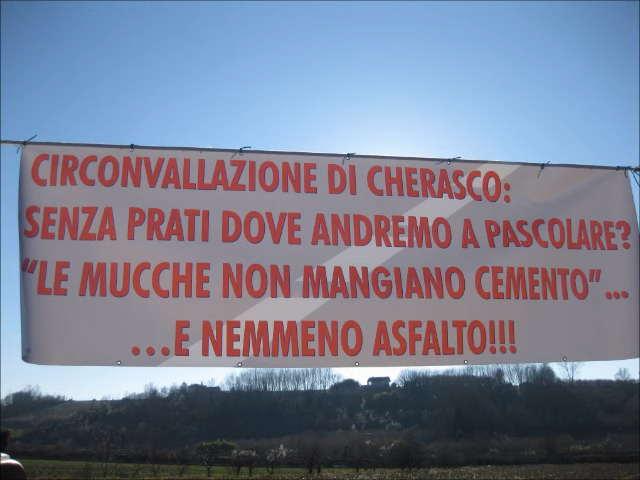 CIRCONVALLAZIONE DI CHERASCO:
SENZA PRATI DOVE ANDREMO A PASCOLARE?
“LE MUCCHE NON MANGIANO CEMENTO”...
...E NEMMENO ASFALTO!!!